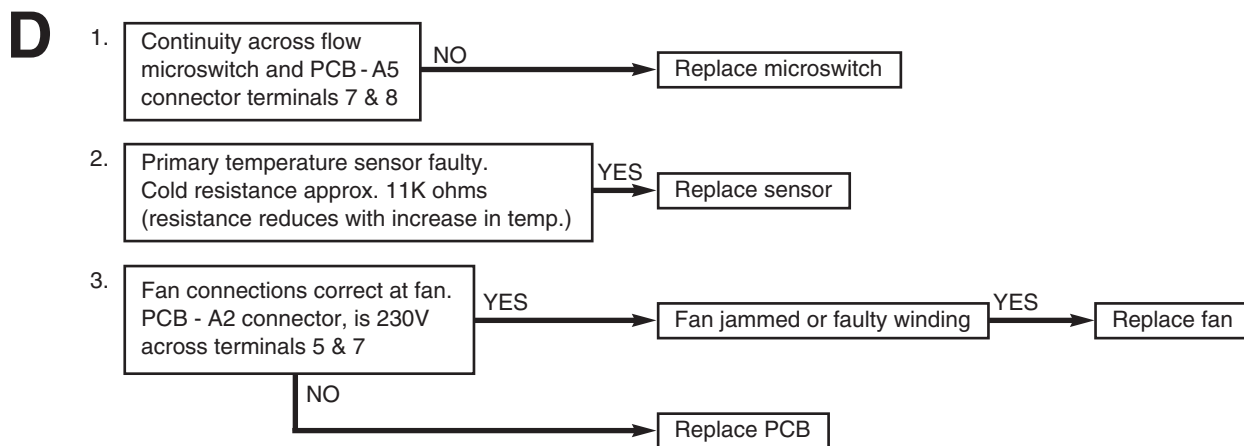 D
1.
Continuity across flow
microswitch and PCB - A5
connector terminals 7 & 8
NO
Replace microswitch
2.
Primary temperature sensor faulty.
Cold resistance approx. 11K ohms
(resistance reduces with increase in temp.)
YES
Replace sensor
3.
Fan connections correct at fan.
PCB - A2 connector, is 230V
across terminals 5 & 7
YES
Fan jammed or faulty winding
YES
Replace fan
NO
Replace PCB